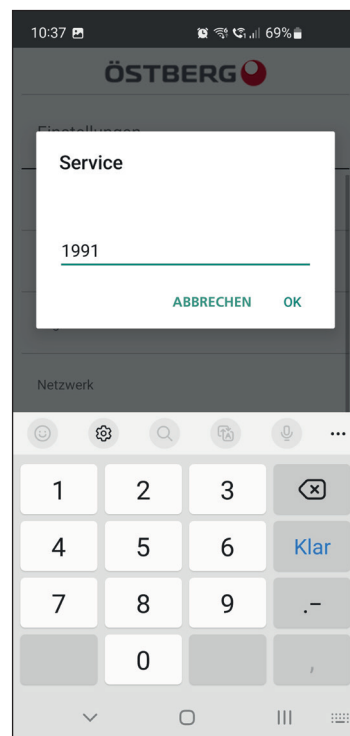 10:37 69%
ÖSTBERG
Einstellungen
Service
1991
ABBRECHEN OK
Netzwerk
1 2 3
4 5 6 Klar
7 8 9 .–
0 ,